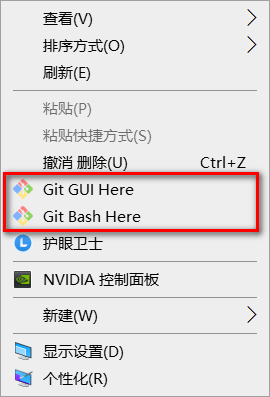 查看(V)
排序方式(O)
刷新(E)
粘贴(P)
粘贴快捷方式(S)
撤消 删除(U) Ctrl+Z
Git GUI Here
Git Bash Here
护眼卫士
NVIDIA 控制面板
新建(W)
显示设置(D)
个性化(R)